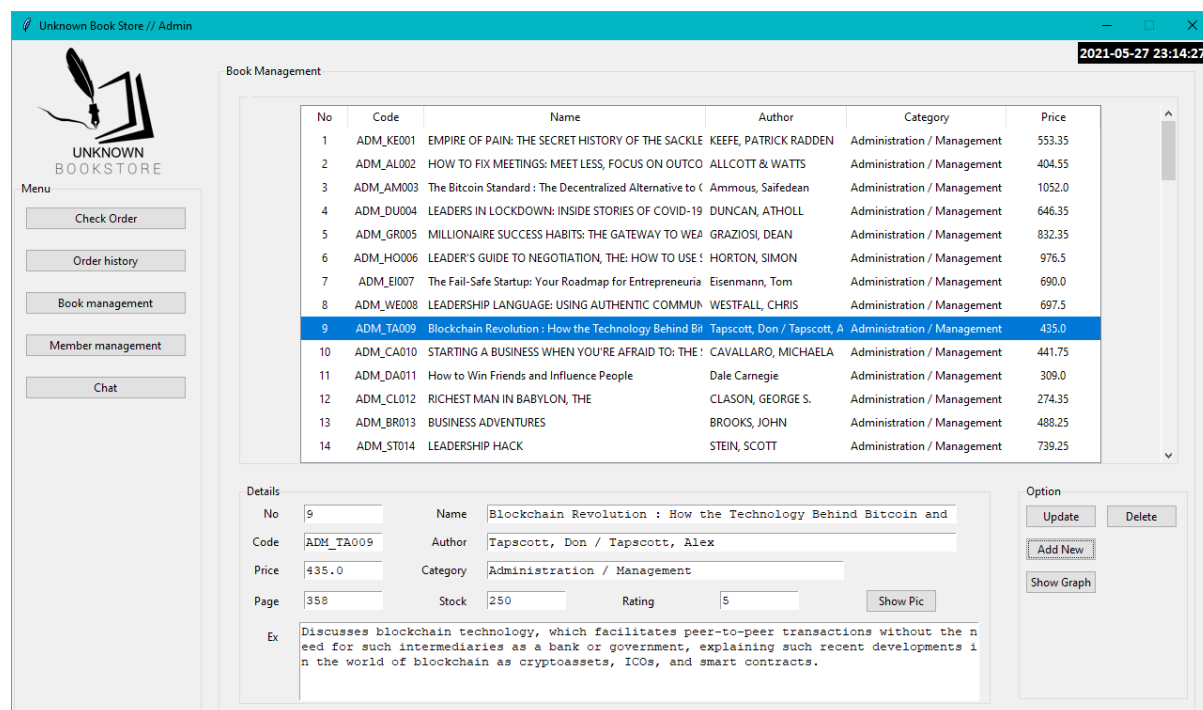 Unknown Book Store // Admin
2021-05-27 23:14:27
UNKNOWN
BOOKSTORE
Menu
Check Order
Order history
Book management
Member management
Chat
Book Management
No Code Name Author Category Price
1 ADM_KE001 EMPIRE OF PAIN: THE SECRET HISTORY OF THE SACKLE KEEFE, PATRICK RADDEN Administration / Management 553.35
2 ADM_AL002 HOW TO FIX MEETINGS: MEET LESS, FOCUS ON OUTCO ALLCOTT & WATTS Administration / Management 404.55
3 ADM_AM003 The Bitcoin Standard : The Decentralized Alternative to ( Ammous, Saifedean Administration / Management 1052.0
4 ADM_DU004 LEADERS IN LOCKDOWN: INSIDE STORIES OF COVID-19 DUNCAN, ATHOLL Administration / Management 646.35
5 ADM_GR005 MILLIONAIRE SUCCESS HABITS: THE GATEWAY TO WEA GRAZIOSI, DEAN Administration / Management 832.35
6 ADM_HO006 LEADER'S GUIDE TO NEGOTIATION, THE: HOW TO USE HORTON, SIMON Administration / Management 976.5
7 ADM_EI007 The Fail-Safe Startup: Your Roadmap for Entrepreneuria Eisenmann, Tom Administration / Management 690.0
8 ADM_WE008 LEADERSHIP LANGUAGE: USING AUTHENTIC COMMUN WESTFALL, CHRIS Administration / Management 697.5
9 ADM_TA009 Blockchain Revolution : How the Technology Behind Bit Tapscott, Don / Tapscott, A Administration / Management 435.0
10 ADM_CA010 STARTING A BUSINESS WHEN YOU'RE AFRAID TO: THE CAVALLARO, MICHAELA Administration / Management 441.75
11 ADM_DA011 How to Win Friends and Influence People Dale Carnegie Administration / Management 309.0
12 ADM_CL012 RICHEST MAN IN BABYLON, THE CLASON, GEORGE S. Administration / Management 274.35
13 ADM_BR013 BUSINESS ADVENTURES BROOKS, JOHN Administration / Management 488.25
14 ADM_ST014 LEADERSHIP HACK STEIN, SCOTT Administration / Management 739.25
Details
No 9 Name Blockchain Revolution : How the Technology Behind Bitcoin and
Code ADM_TA009 Author Tapscott, Don / Tapscott, Alex
Price 435.0 Category Administration / Management
Page 358 Stock 250 Rating 5 Show Pic
Ex Discusses blockchain technology, which facilitates peer-to-peer transactions without the n
eed for such intermediaries as a bank or government, explaining such recent developments i
n the world of blockchain as cryptoassets, ICOs, and smart contracts.
Option
Update Delete
Add New
Show Graph